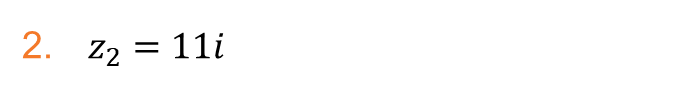 2. z₂ = 11i